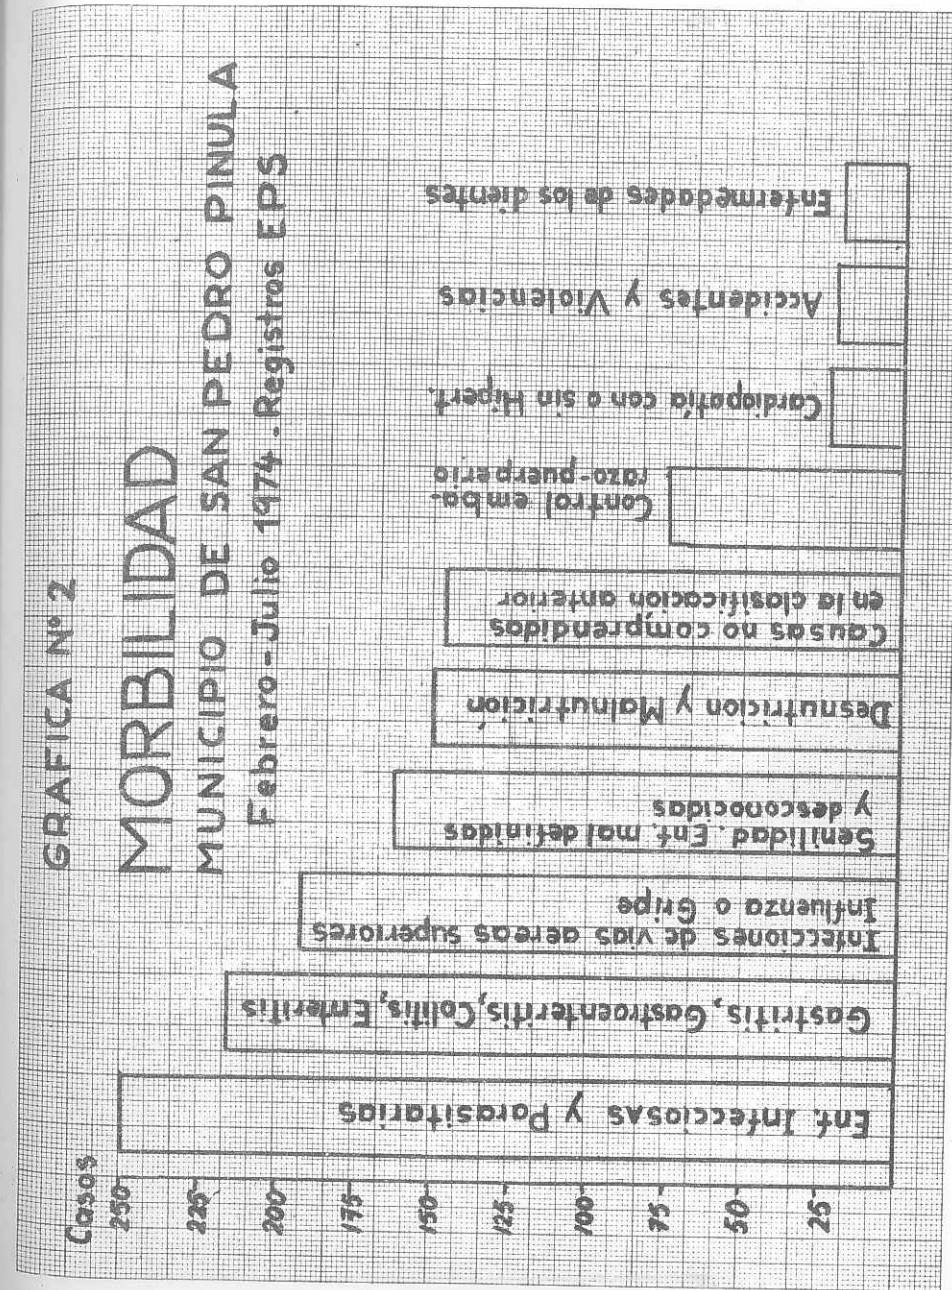 GRAFICA N° 2
MORBILIDAD
MUNICIPIO DE SAN PEDRO PINULA
Febrero-Julio 1974-Registros EPS
Casos
250-
225-
200-
175-
150-
125-
100-
75-
50-
25-
Enf. Infecciosas y Parasitarias
Gastritis, Gastroenteritis, Colitis, Enteritis
Infecciones de vias aereas superiores
Influenza o Gripe
Senilidad. Enf. mal definidas
y desconocidas
Desnutricion y Malnutrición
Causas no comprendidas
en la clasificacion anterior
Control emba-
razo-puerperio
Cardiopatía con o sin Hipert.
Accidentes y Violencias
Enfermedades de los dientes